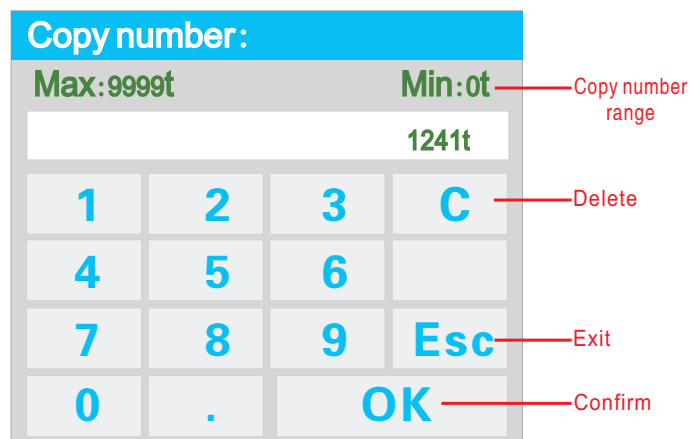 Copy number:
Max:9999t Min:0t
Copy number
range
1241t
1 2 3 C
Delete
4 5 6
7 8 9 Esc
Exit
0 . OK
Confirm